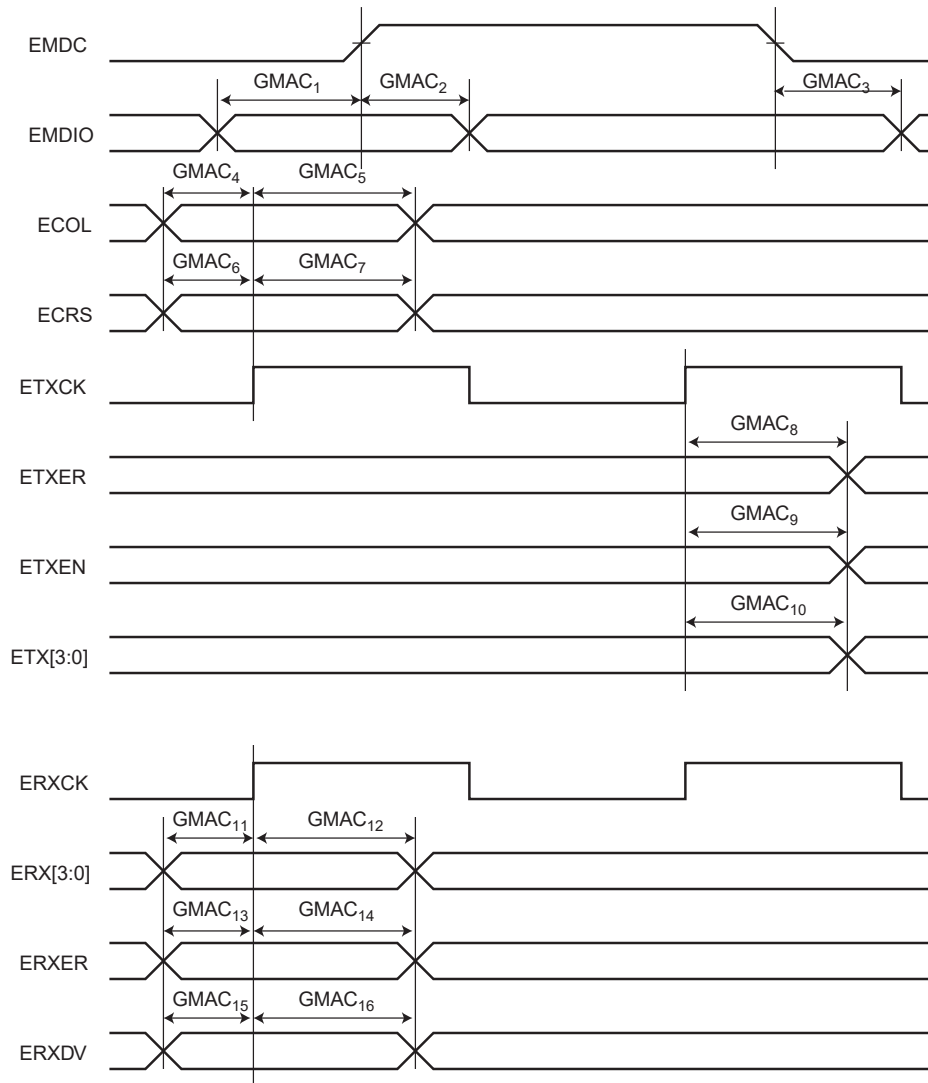 EMDC
GMAC1 GMAC2 GMAC3
EMDIO
GMAC4 GMAC5
ECOL
GMAC6 GMAC7
ECRS
ETXCK
GMAC8
ETXER
GMAC9
ETXEN
GMAC10
ETX[3:0]
ERXCK
GMAC11 GMAC12
ERX[3:0]
GMAC13 GMAC14
ERXER
GMAC15 GMAC16
ERXDV